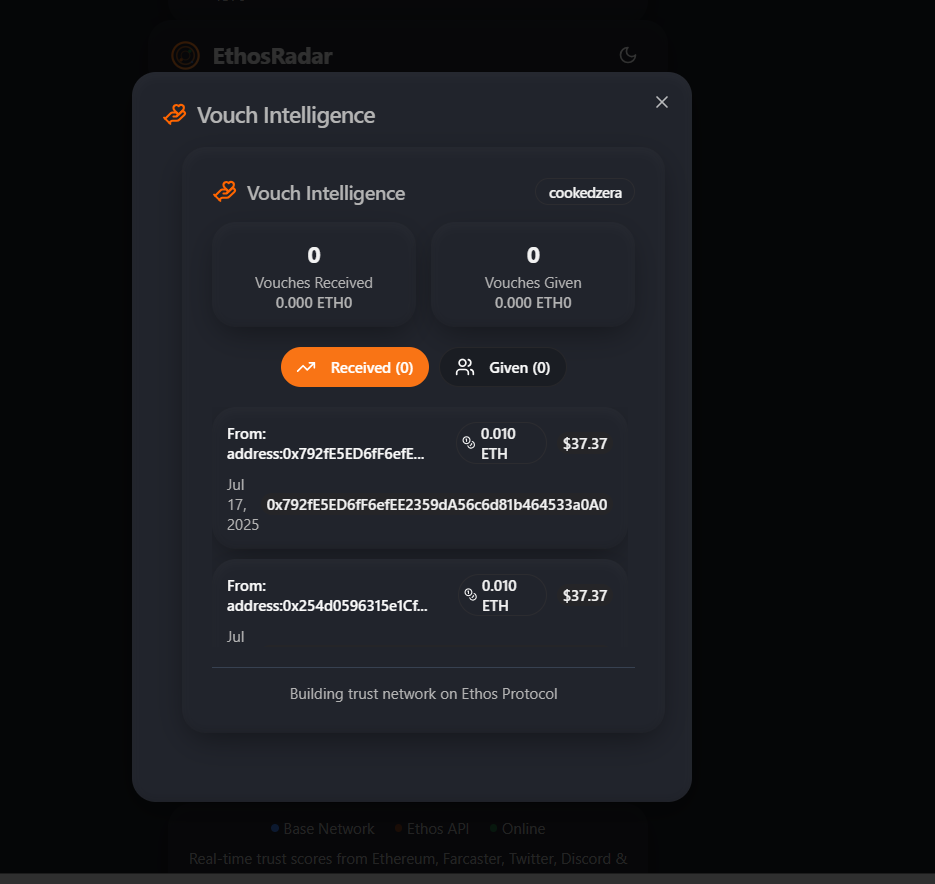 EthosRadar
Vouch Intelligence
Vouch Intelligence
cookedzera
0
Vouches Received
0.000 ETH0
0
Vouches Given
0.000 ETH0
Received (0)
Given (0)
From:
address:0x792fE5ED6fF6efE...
0.010
ETH
$37.37
Jul
17,
2025
0x792fE5ED6fF6efEE2359dA56c6d81b464533a0A0
From:
address:0x254d0596315e1Cf...
0.010
ETH
$37.37
Jul
Building trust network on Ethos Protocol
Base Network
Ethos API
Online
Real-time trust scores from Ethereum, Farcaster, Twitter, Discord &